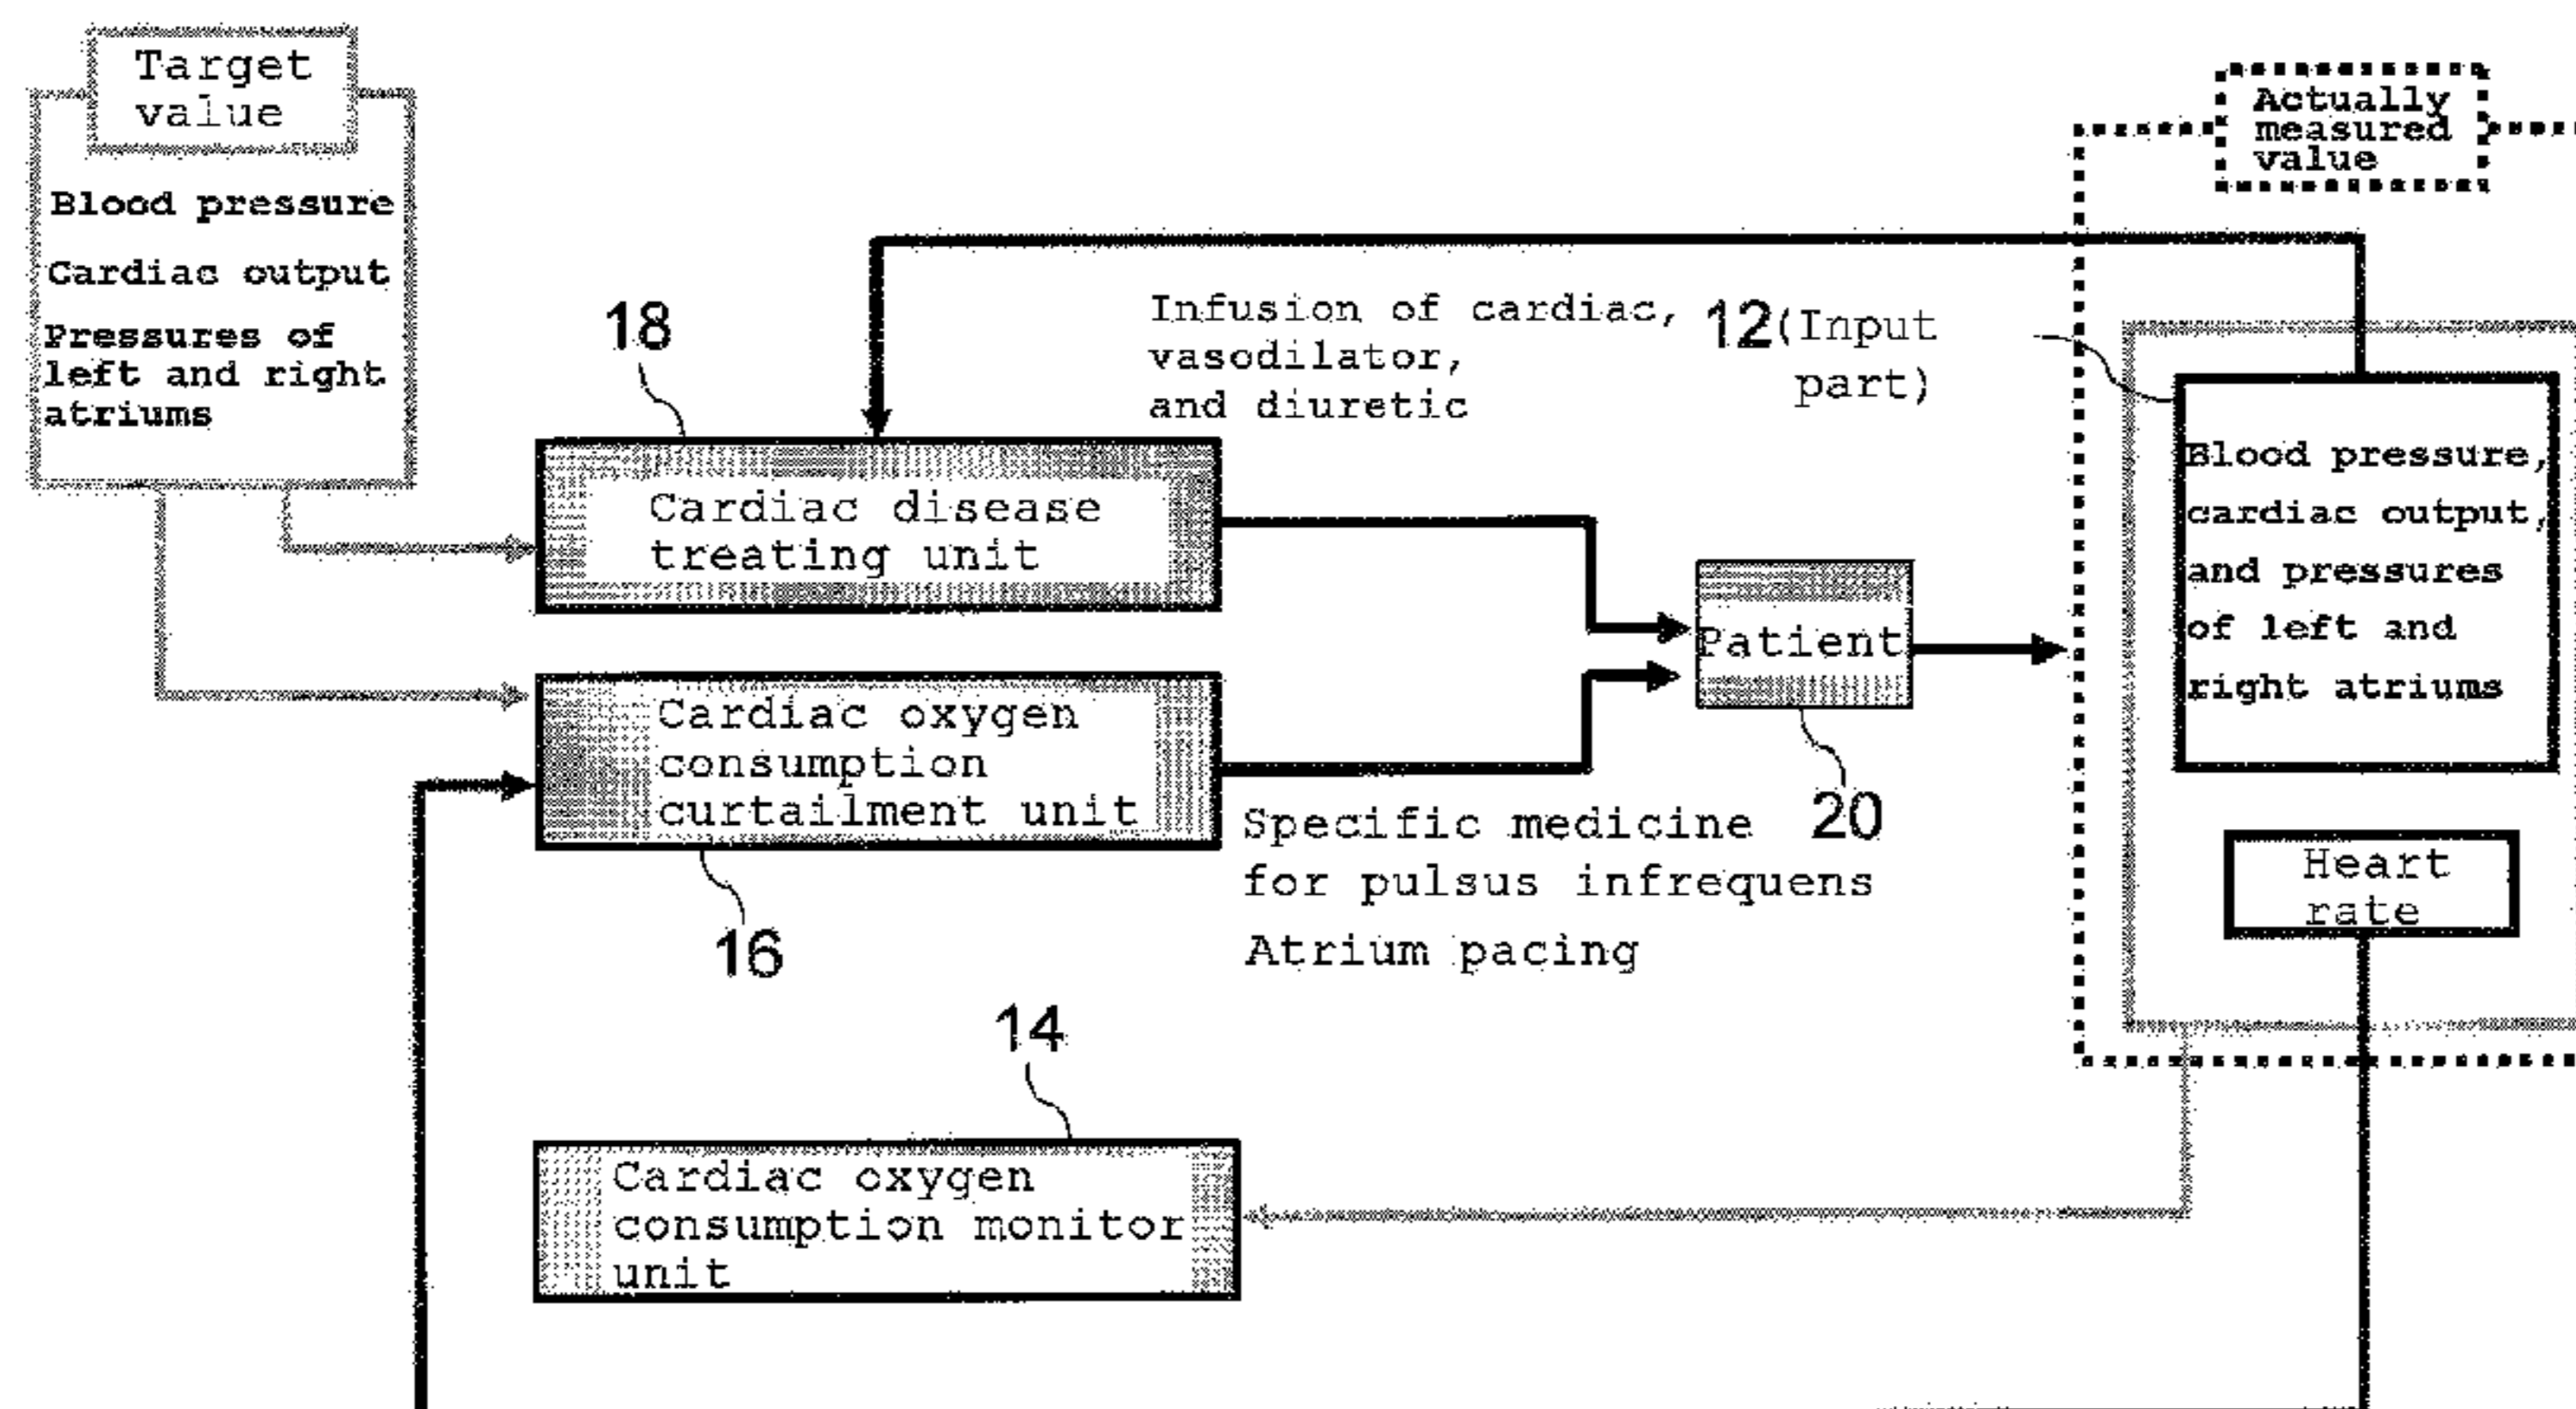 Target
value
Blood pressure
Cardiac output
Pressures of
left and right
atriums
Actually
measured
value
18
Infusion of cardiac,
vasodilator,
and diuretic
12(Input
part)
Cardiac disease
treating unit
Blood pressure,
cardiac output,
and pressures
of left and
right atriums
Patient
20
Cardiac oxygen
consumption
curtailment unit
16
Specific medicine
for pulsus infrequens
Atrium pacing
Heart
rate
14
Cardiac oxygen
consumption monitor
unit